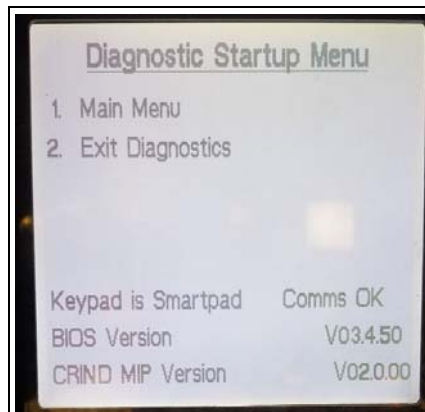 Diagnostic Startup Menu
1. Main Menu
2. Exit Diagnostics
Keypad is Smartpad Comms OK
BIOS Version V03.4.50
CRIND MIP Version V02.0.00